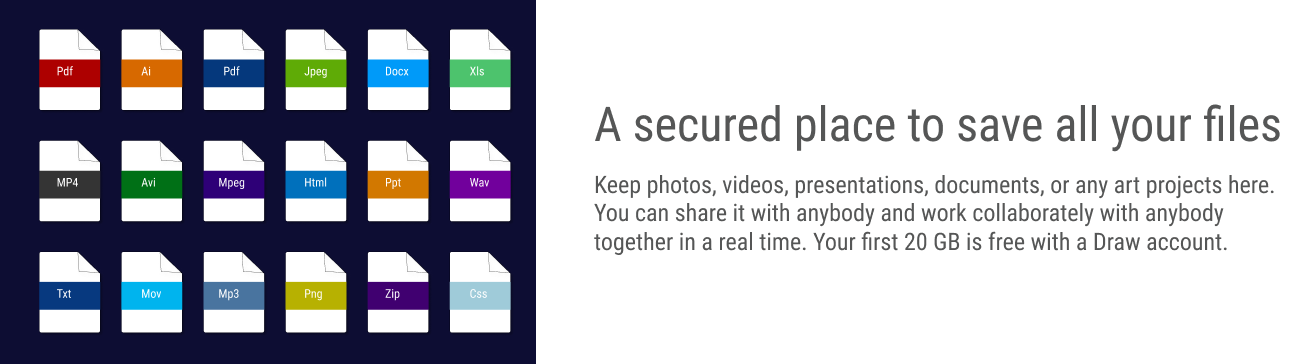 Pdf Ai Pdf Jpeg Docx Xls
MP4 Avi Mpeg Html Ppt Wav
Txt Mov Mp3 Png Zip Css
A secured place to save all your files
Keep photos, videos, presentations, documents, or any art projects here.
You can share it with anybody and work collaborately with anybody
together in a real time. Your first 20 GB is free with a Draw account.